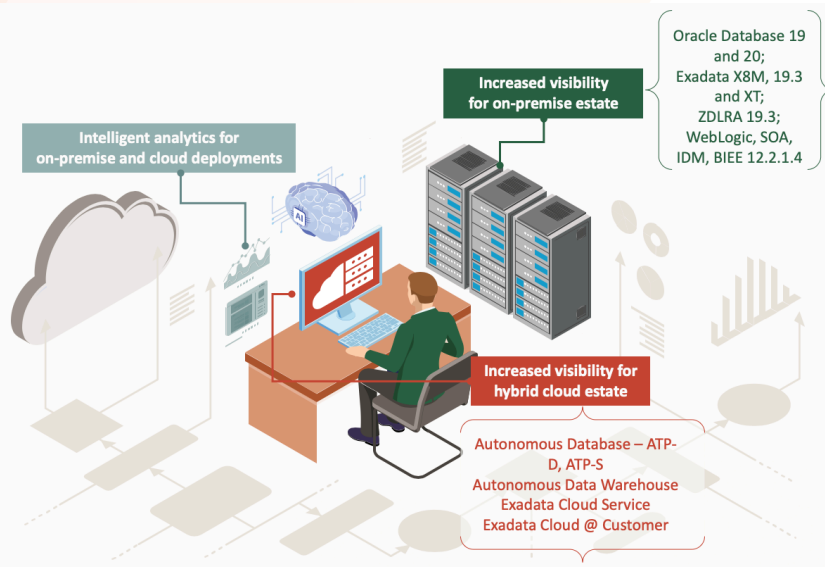 Oracle Database 19
and 20;
Exadata X8M, 19.3
and XT;
ZDLRA 19.3;
WebLogic, SOA,
IDM, BIEE 12.2.1.4
Increased visibility
for on-premise estate
Intelligent analytics for
on-premise and cloud deployments
AI
Increased visibility for
hybrid cloud estate
Autonomous Database – ATP-
D, ATP-S
Autonomous Data Warehouse
Exadata Cloud Service
Exadata Cloud @ Customer